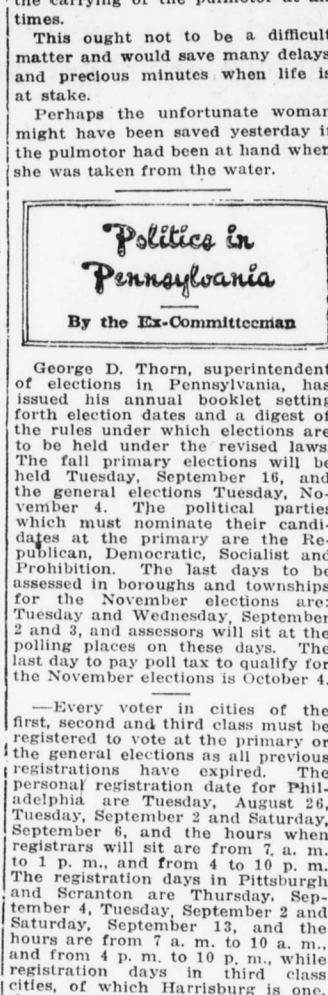 the carrying of the pulmotor at all
times.
This ought not to be a difficult
matter and would save many delays
and precious minutes when life is
at stake.
Perhaps the unfortunate woman
might have been saved yesterday if
the pulmotor had been at hand when
she was taken from the water.
Politics in
Pennsylvania
By the Ex-Committeeman
George D. Thorn, superintendent
of elections in Pennsylvania, has
issued his annual booklet setting
forth election dates and a digest of
the rules under which elections are
to be held under the revised laws
The fall primary elections will be
held Tuesday, September 16, and
the general elections Tuesday, No-
vember 4. The political parties
which must nominate their candi-
dates at the primary are the Re-
publican, Democratic, Socialist and
Prohibition. The last days to be
assessed in boroughs and townships
for the November elections are:
Tuesday and Wednesday, September
2 and 3, and assessors will sit at the
polling places on these days. The
last day to pay poll tax to qualify for
the November elections is October 4.
—Every voter in cities of the
first, second and third class must be
registered to vote at the primary or
the general elections as all previous
registrations have expired. The
personal registration date for Phil-
adelphia are Tuesday, August 26,
Tuesday, September 2 and Saturday,
September 6, and the hours when
registrars will sit are from 7 a. m.
to 1 p. m., and from 4 to 10 p. m.
The registration days in Pittsburgh
and Scranton are Thursday, Sep-
tember 4, Tuesday, September 2 and
Saturday, September 13, and the
hours are from 7 a. m. to 10 a. m.,
and from 4 p. m. to 10 p. m., while
registration days in third class
cities, of which Harrisburg is one,